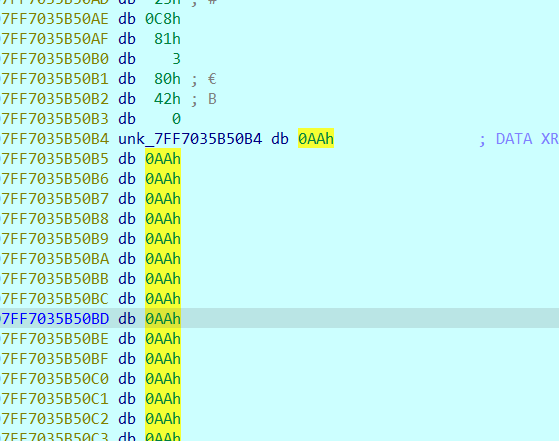 7FF7035B50AE db 0C8h
7FF7035B50AF db 81h
7FF7035B50B0 db 3
7FF7035B50B1 db 80h ; €
7FF7035B50B2 db 42h ; B
7FF7035B50B3 db 0
7FF7035B50B4 unk_7FF7035B50B4 db 0AAh ; DATA XR
7FF7035B50B5 db 0AAh
7FF7035B50B6 db 0AAh
7FF7035B50B7 db 0AAh
7FF7035B50B8 db 0AAh
7FF7035B50B9 db 0AAh
7FF7035B50BA db 0AAh
7FF7035B50BB db 0AAh
7FF7035B50BC db 0AAh
7FF7035B50BD db 0AAh
7FF7035B50BE db 0AAh
7FF7035B50BF db 0AAh
7FF7035B50C0 db 0AAh
7FF7035B50C1 db 0AAh
7FF7035B50C2 db 0AAh
7FF7035B50C3 db 0AAh